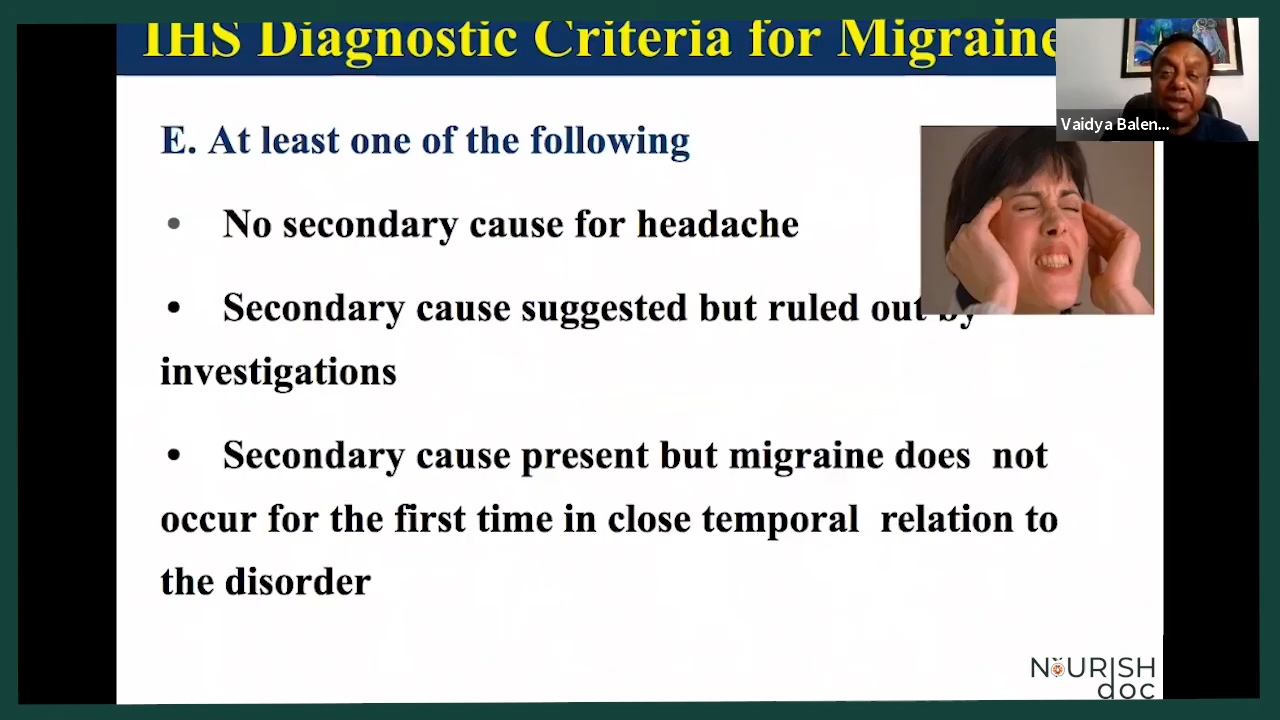 IHS Diagnostic Criteria for Migraine
Vaidya Balen...
E. At least one of the following
• No secondary cause for headache
• Secondary cause suggested but ruled out by
investigations
• Secondary cause present but migraine does not
occur for the first time in close temporal relation to
the disorder
NOURISH
doc